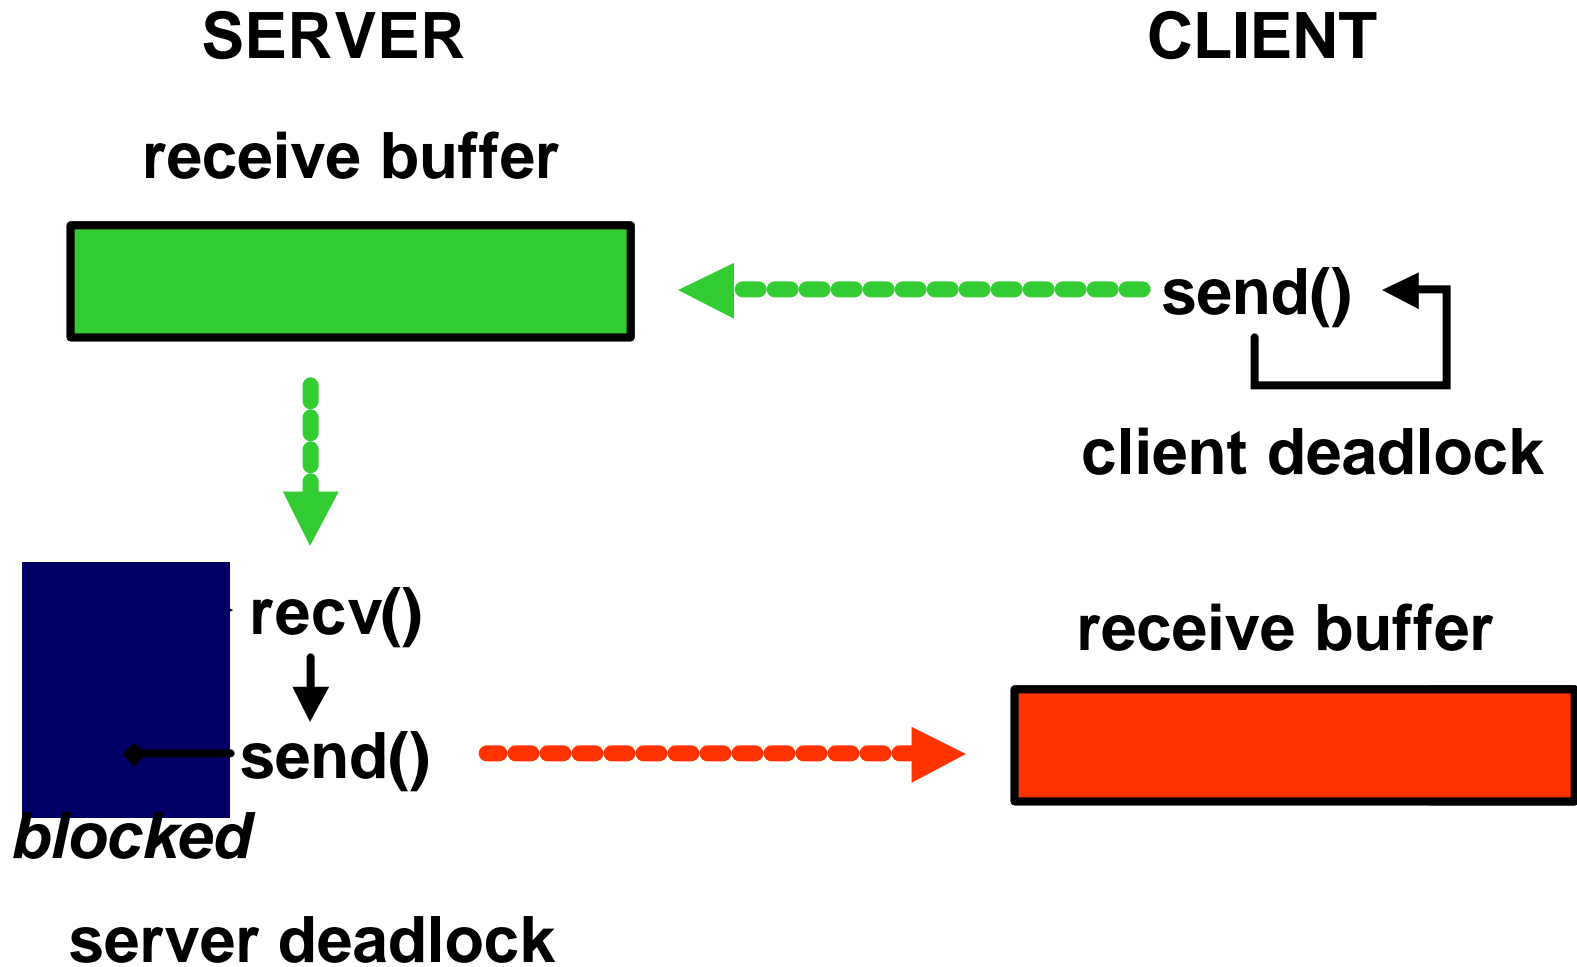 SERVER
CLIENT
receive buffer
send()
client deadlock
recv()
receive buffer
send()
blocked
server deadlock